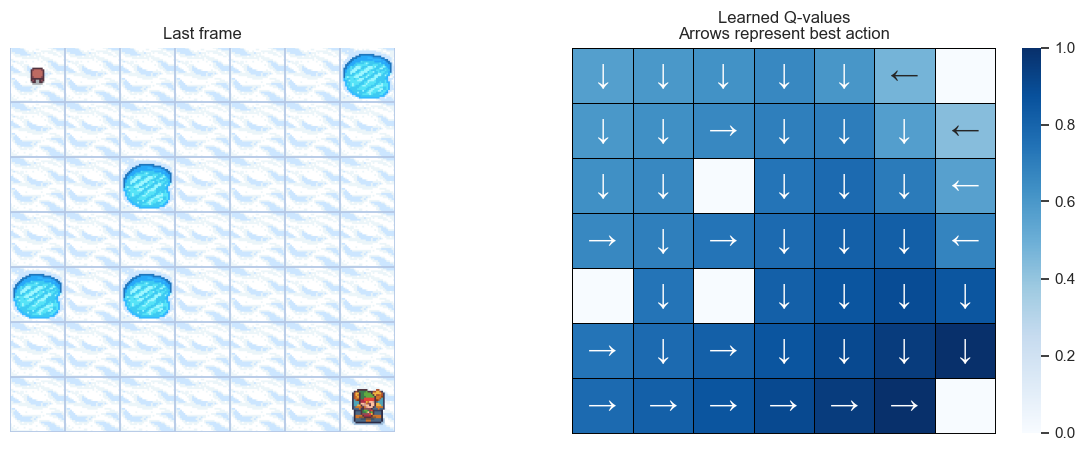 Last frame
Learned Q-values
Arrows represent best action
↓ ↓ ↓ ↓ ↓ ←
↓ ↓ → ↓ ↓ ↓ ←
↓ ↓ ↓ ↓ ↓ ←
→ ↓ → ↓ ↓ ↓ ←
↓ ↓ ↓ ↓ ↓
→ ↓ → ↓ ↓ ↓ ↓
→ → → → → →
1.0
0.8
0.6
0.4
0.2
0.0